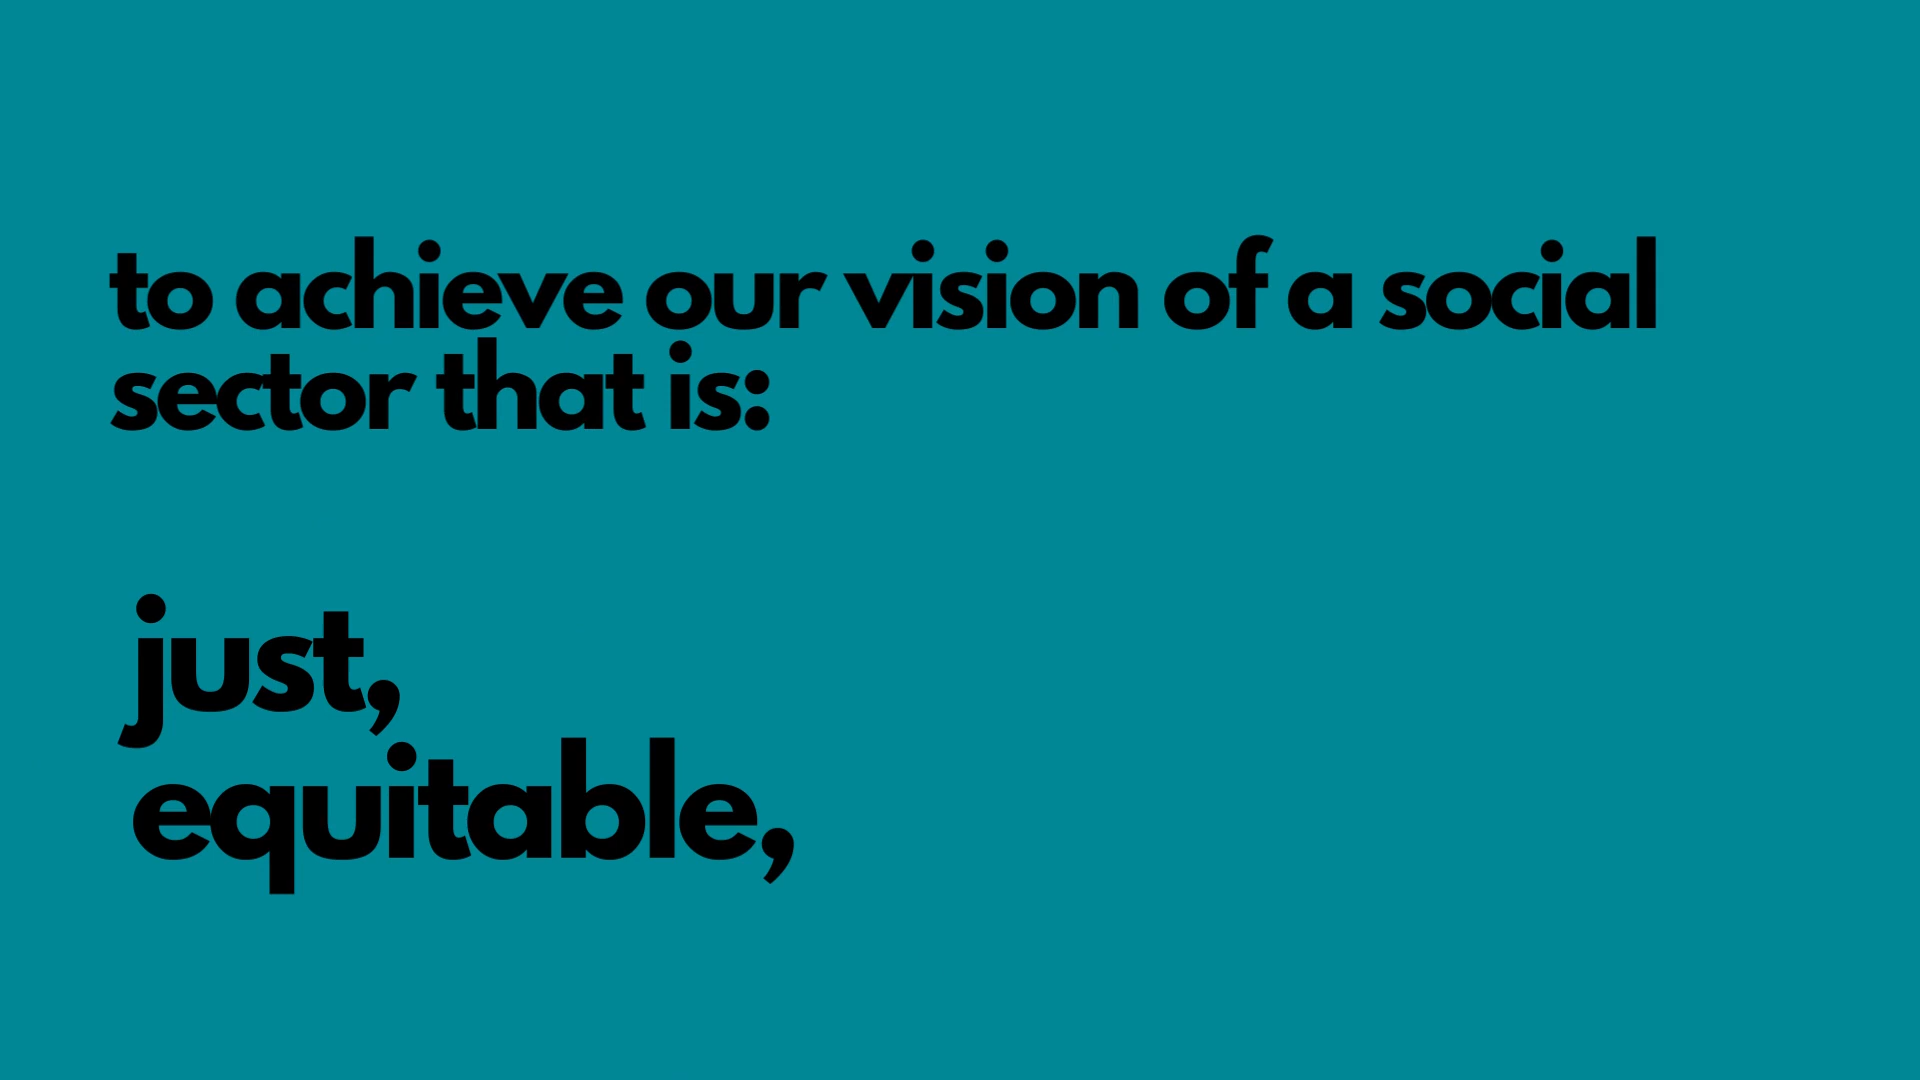 to achieve our vision of a social
sector that is:
just,
equitable,